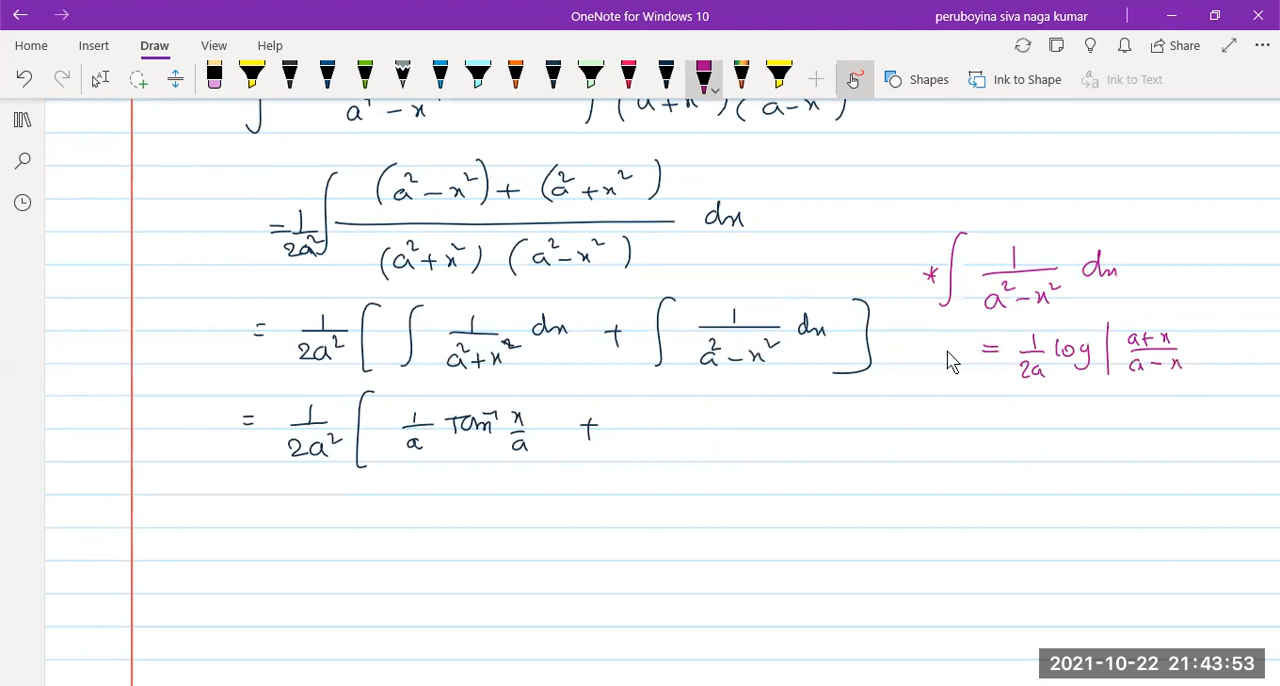 OneNote for Windows 10
peruboyina siva naga kumar
Home Insert Draw View Help
Share
Shapes
Ink to Shape
Ink to Text
∫ a² − x² ∫ (a + x) (a − x)
= 1/2a² ∫ (a² − x²) + (a² + x²) / (a² + x²) (a² − x²) dx
= 1/2a² [ ∫ 1/a² + x² dx + ∫ 1/a² − x² dx ]
= 1/2a² [ 1/a Tan⁻¹ x/a +
* ∫ 1/a² − x² dx
= 1/2a log | a + x / a − x
2021-10-22 21:43:53